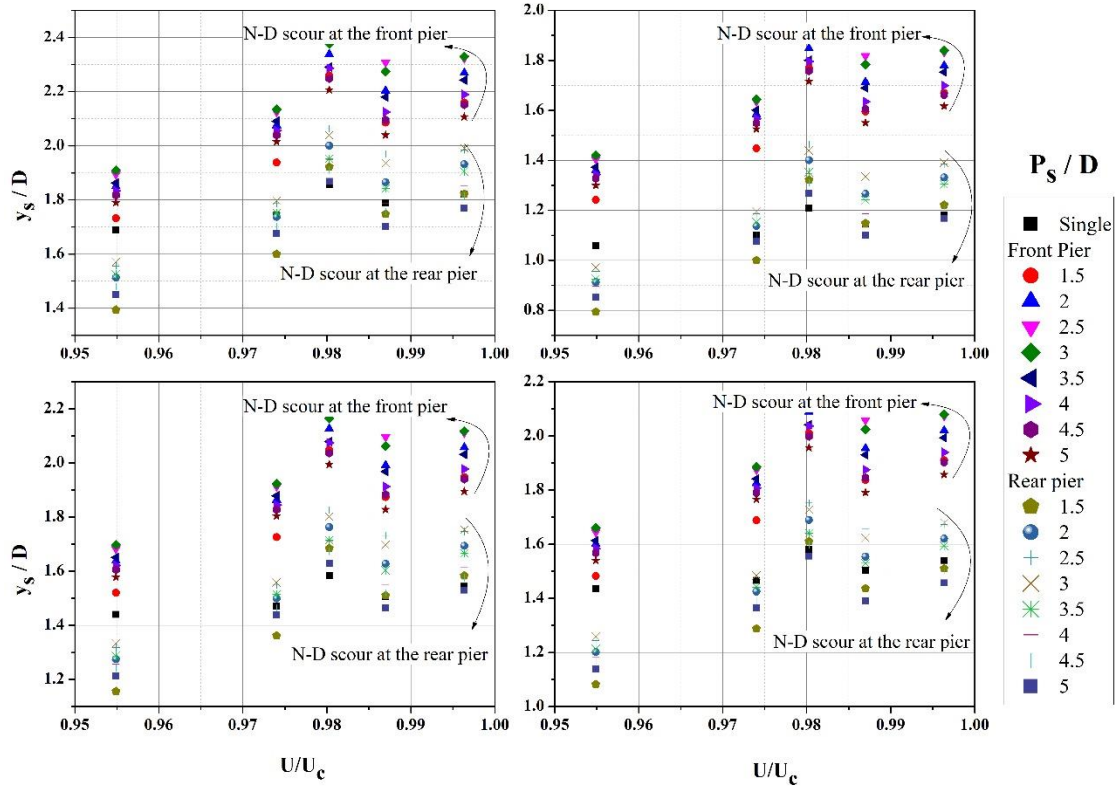 2.4
2.2
2.0
1.8
1.6
1.4
y_s / D
N-D scour at the front pier
N-D scour at the rear pier
0.95 0.96 0.97 0.98 0.99 1.00
2.0
1.8
1.6
1.4
1.2
1.0
0.8
N-D scour at the front pier
N-D scour at the rear pier
0.95 0.96 0.97 0.98 0.99 1.00
2.2
2.0
1.8
1.6
1.4
1.2
y_s / D
N-D scour at the front pier
N-D scour at the rear pier
0.95 0.96 0.97 0.98 0.99 1.00
U/U_c
2.2
2.0
1.8
1.6
1.4
1.2
1.0
N-D scour at the front pier
N-D scour at the rear pier
0.95 0.96 0.97 0.98 0.99 1.00
U/U_c
P_s / D
Single
Front Pier
1.5
2
2.5
3
3.5
4
4.5
5
Rear pier
1.5
2
2.5
3
3.5
4
4.5
5